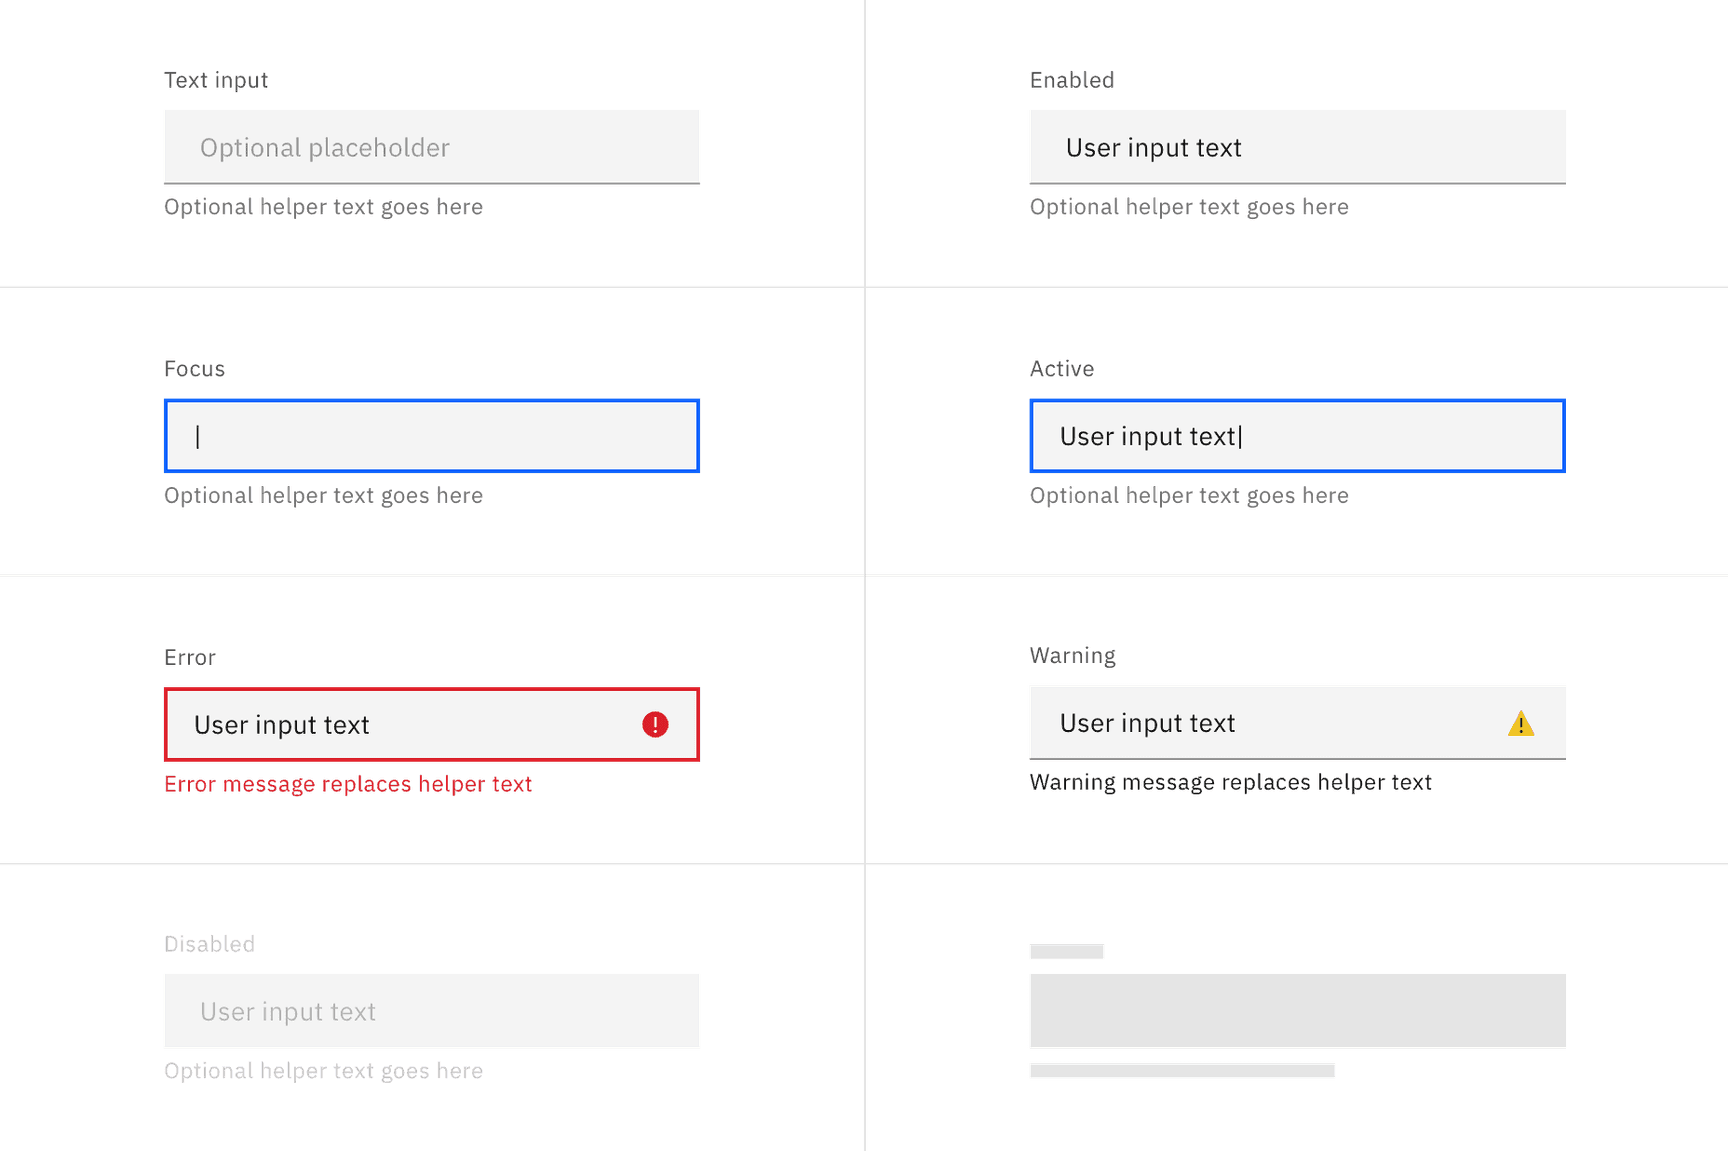 Text input
Optional placeholder
Optional helper text goes here
Enabled
User input text
Optional helper text goes here
Focus
Optional helper text goes here
Active
User input text
Optional helper text goes here
Error
User input text
Error message replaces helper text
Warning
User input text
Warning message replaces helper text
Disabled
User input text
Optional helper text goes here